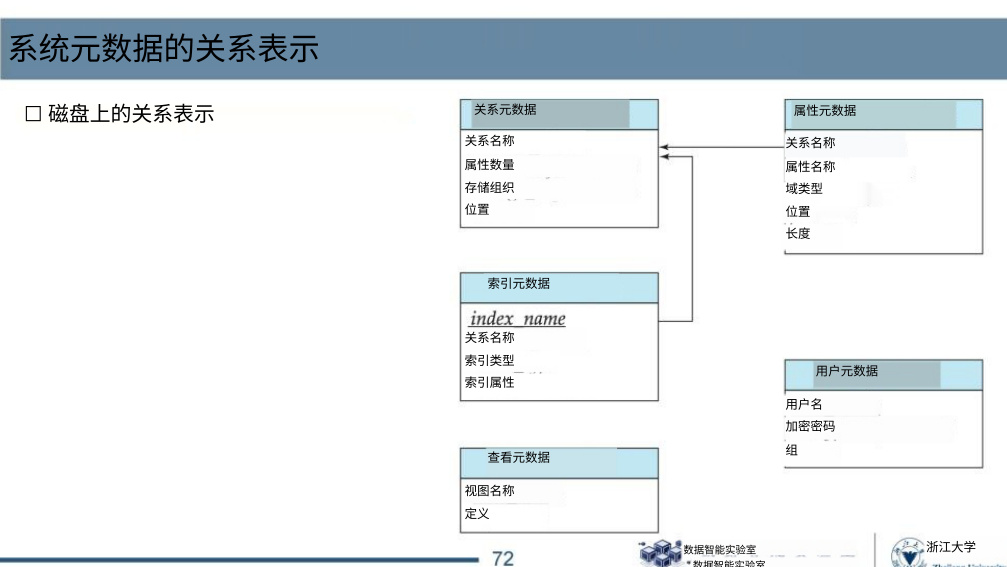 系统元数据的关系表示
磁盘上的关系表示
关系元数据
关系名称
属性数量
存储组织
位置
属性元数据
关系名称
属性名称
域类型
位置
长度
索引元数据
index_name
关系名称
索引类型
索引属性
用户元数据
用户名
加密密码
组
查看元数据
视图名称
定义
72
数据智能实验室
数据智能实验室
浙江大学